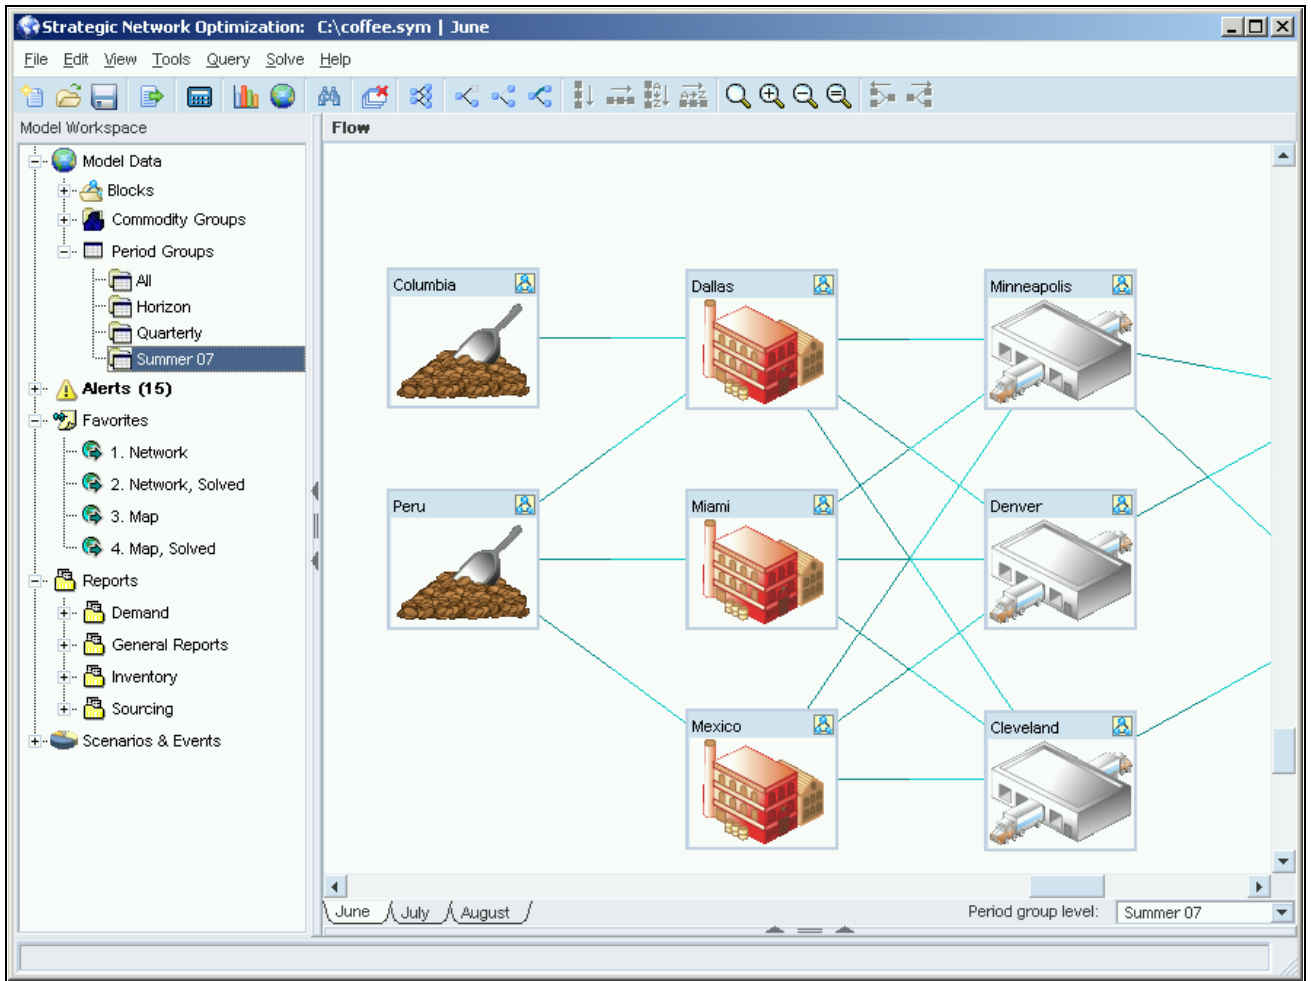 Strategic Network Optimization: C:\coffee.sym | June
File Edit View Tools Query Solve Help
Model Workspace
Flow
Model Data
Blocks
Commodity Groups
Period Groups
All
Horizon
Quarterly
Summer 07
Alerts (15)
Favorites
1. Network
2. Network, Solved
3. Map
4. Map, Solved
Reports
Demand
General Reports
Inventory
Sourcing
Scenarios & Events
Columbia
Dallas
Minneapolis
Peru
Miami
Denver
Mexico
Cleveland
June July August
Period group level: Summer 07